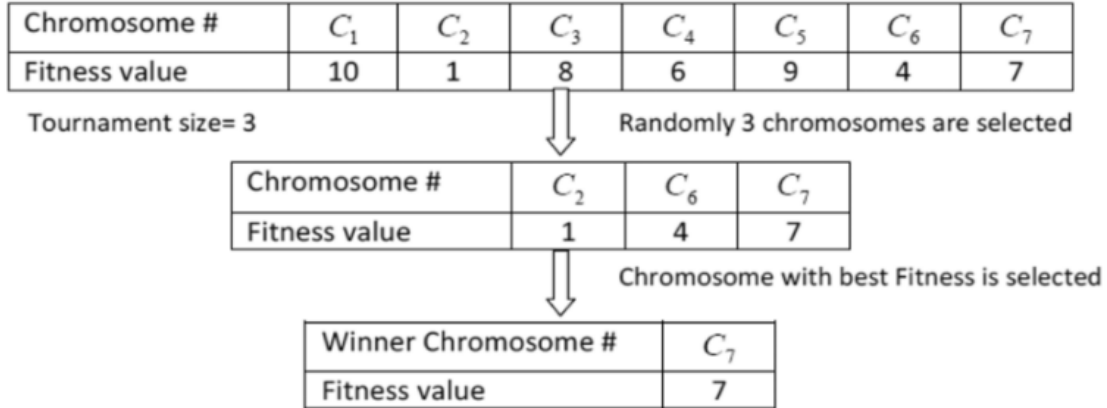 Chromosome # C₁ C₂ C₃ C₄ C₅ C₆ C₇
Fitness value 10 1 8 6 9 4 7
Tournament size= 3 Randomly 3 chromosomes are selected
Chromosome # C₂ C₆ C₇
Fitness value 1 4 7
Chromosome with best Fitness is selected
Winner Chromosome # C₇
Fitness value 7